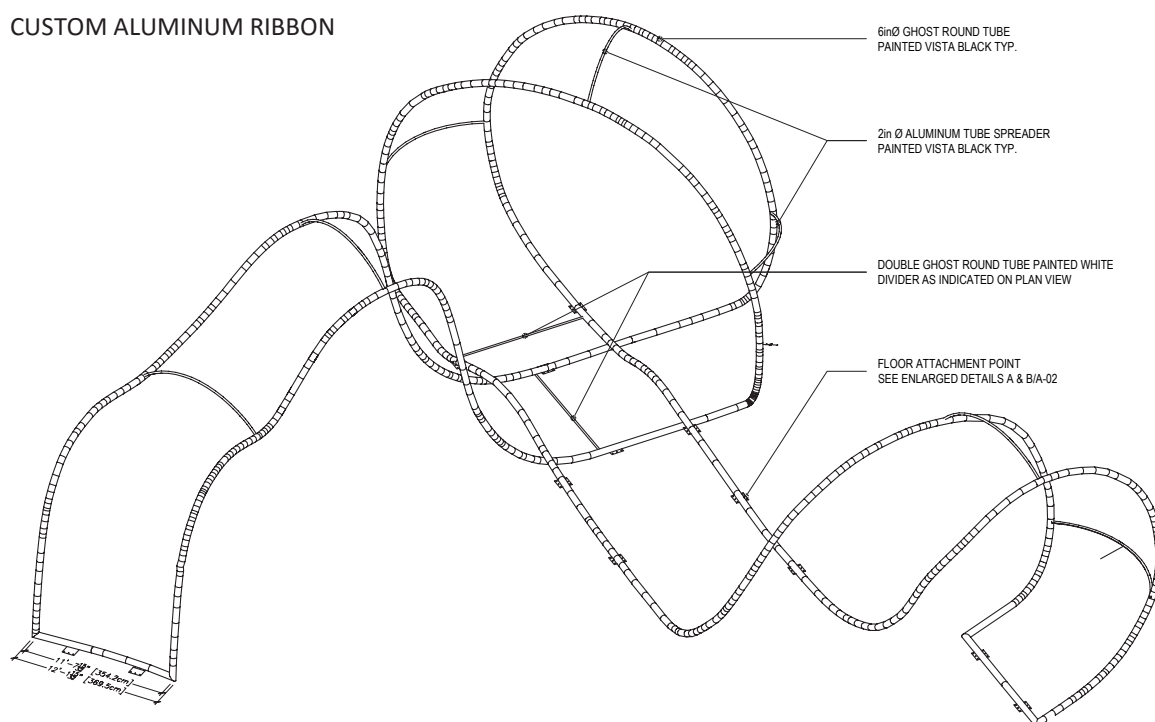 CUSTOM ALUMINUM RIBBON
6inØ GHOST ROUND TUBE
PAINTED VISTA BLACK TYP.
2in Ø ALUMINUM TUBE SPREADER
PAINTED VISTA BLACK TYP.
DOUBLE GHOST ROUND TUBE PAINTED WHITE
DIVIDER AS INDICATED ON PLAN VIEW
FLOOR ATTACHMENT POINT
SEE ENLARGED DETAILS A & B/A-02
[354.2cm]
[369.5cm]